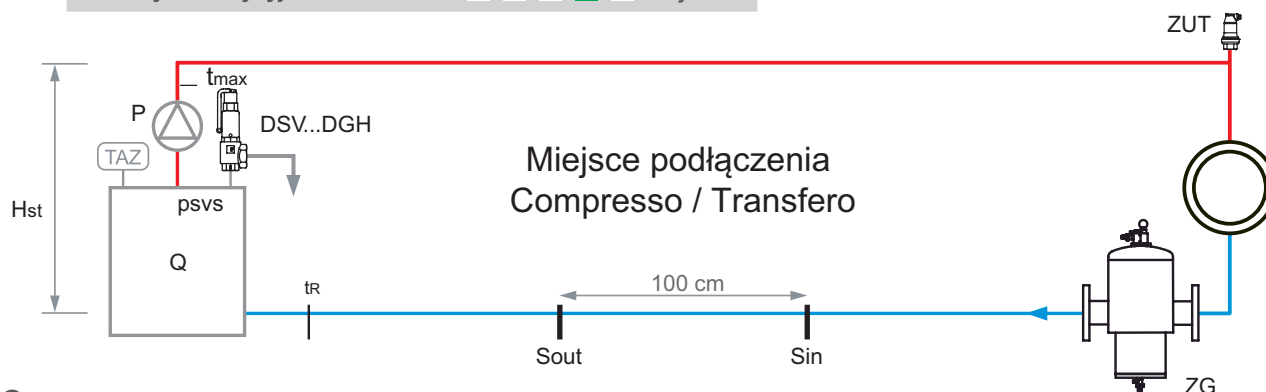 ZUT
tmax
P
DSV...DGH
TAZ
Miejsce podłączenia
Compresso / Transfero
Hst
psvs
Q
tR
100 cm
Sout
Sin
ZG